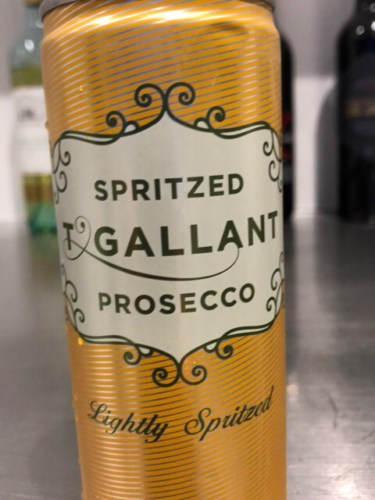 SPRITZED
T'GALLANT
PROSECCO
Lightly Spritzed